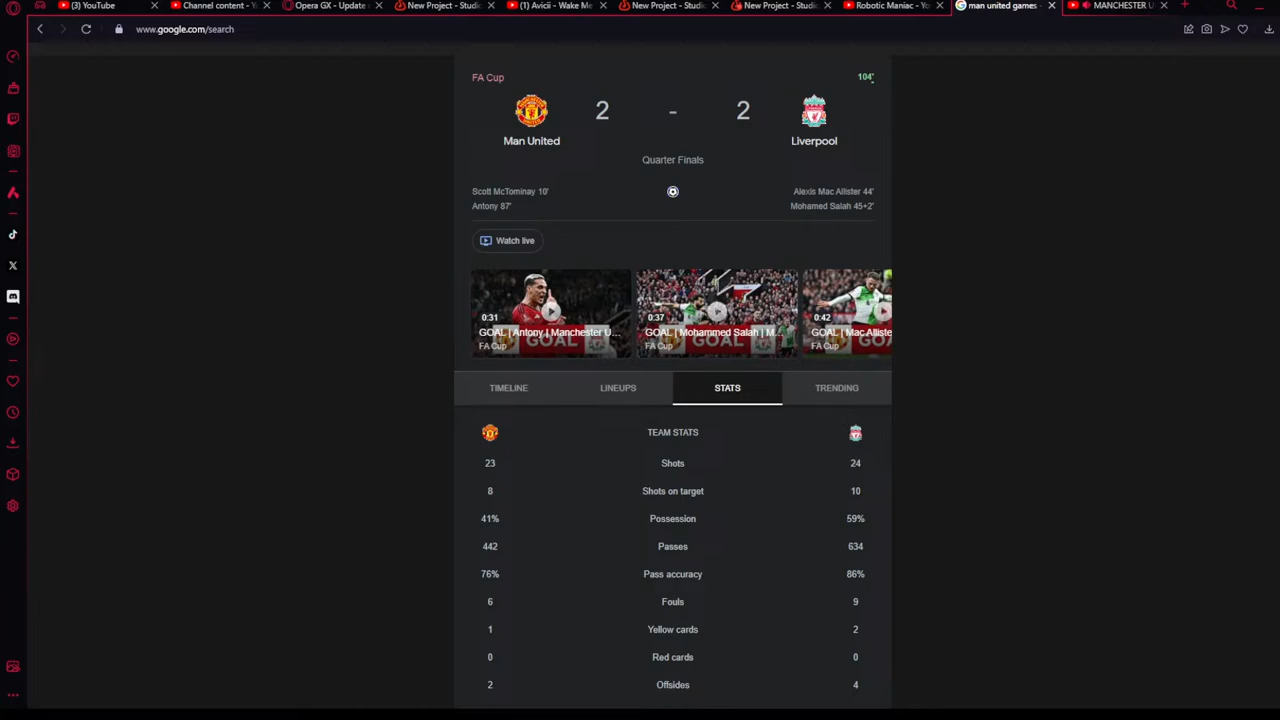 (3) YouTube
Channel content - Y
Opera GX - Update
New Project - Studi
(1) Avicii - Wake Me
New Project - Studi
New Project - Studi
Robotic Maniac - Yo
man united games -
MANCHESTER U
www.google.com/search
FA Cup
104'
2 - 2
Man United
Liverpool
Quarter Finals
Scott McTominay 10'
Alexis Mac Allister 44'
Antony 87'
Mohamed Salah 45+2'
Watch live
0:31
0:37
0:42
GOAL | Antony | Manchester U...
GOAL | Mohammed Salah | M...
GOAL | Mac Alliste
FA Cup
FA Cup
FA Cup
TIMELINE
LINEUPS
STATS
TRENDING
TEAM STATS
23 Shots 24
8 Shots on target 10
41% Possession 59%
442 Passes 634
76% Pass accuracy 86%
6 Fouls 9
1 Yellow cards 2
0 Red cards 0
2 Offsides 4